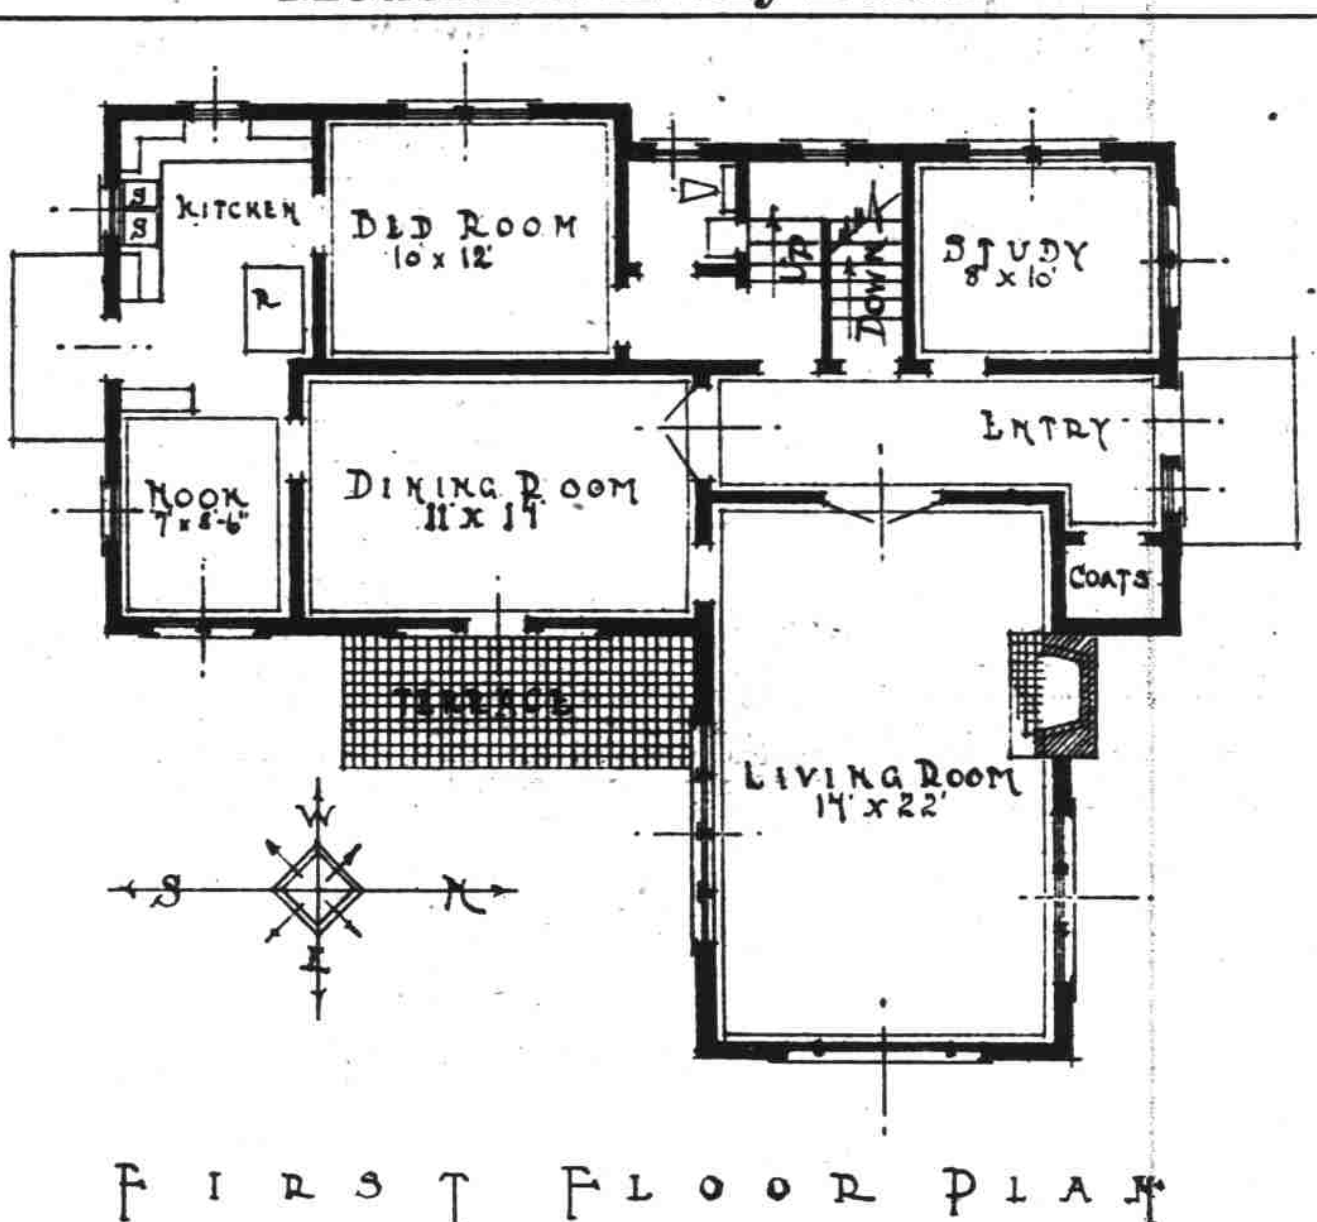 KITCHEN
S
S
R
BED ROOM
10' x 12'
UP
DOWN
STUDY
8' x 10'
ENTRY
NOOK
7' x 8'-6"
DINING ROOM
11' x 17'
COATS
TERRACE
LIVING ROOM
14' x 22'
W
S
N
E
FIRST FLOOR PLAN